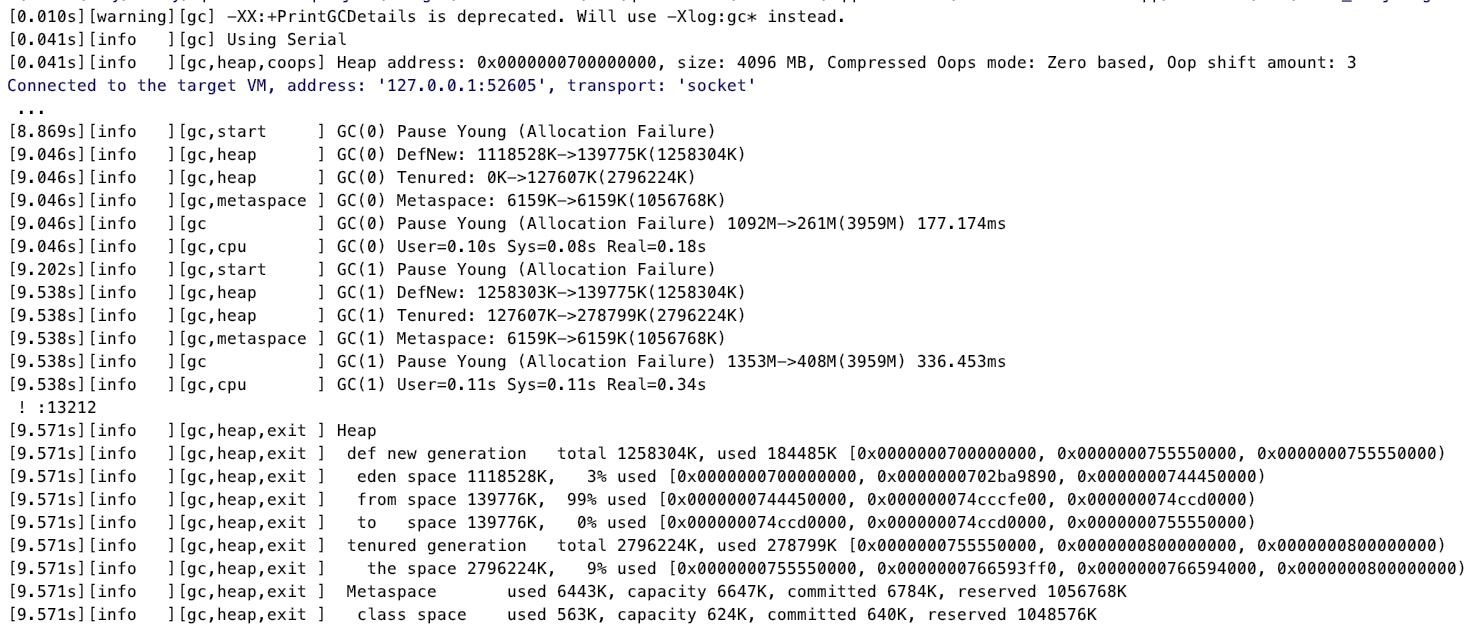 [0.010s][warning][gc] -XX:+PrintGCDetails is deprecated. Will use -Xlog:gc* instead.
[0.041s][info   ][gc] Using Serial
[0.041s][info   ][gc,heap,coops] Heap address: 0x0000000700000000, size: 4096 MB, Compressed Oops mode: Zero based, Oop shift amount: 3
Connected to the target VM, address: '127.0.0.1:52605', transport: 'socket'
 ...
[8.869s][info   ][gc,start     ] GC(0) Pause Young (Allocation Failure)
[9.046s][info   ][gc,heap      ] GC(0) DefNew: 1118528K->139775K(1258304K)
[9.046s][info   ][gc,heap      ] GC(0) Tenured: 0K->127607K(2796224K)
[9.046s][info   ][gc,metaspace ] GC(0) Metaspace: 6159K->6159K(1056768K)
[9.046s][info   ][gc           ] GC(0) Pause Young (Allocation Failure) 1092M->261M(3959M) 177.174ms
[9.046s][info   ][gc,cpu       ] GC(0) User=0.10s Sys=0.08s Real=0.18s
[9.202s][info   ][gc,start     ] GC(1) Pause Young (Allocation Failure)
[9.538s][info   ][gc,heap      ] GC(1) DefNew: 1258303K->139775K(1258304K)
[9.538s][info   ][gc,heap      ] GC(1) Tenured: 127607K->278799K(2796224K)
[9.538s][info   ][gc,metaspace ] GC(1) Metaspace: 6159K->6159K(1056768K)
[9.538s][info   ][gc           ] GC(1) Pause Young (Allocation Failure) 1353M->408M(3959M) 336.453ms
[9.538s][info   ][gc,cpu       ] GC(1) User=0.11s Sys=0.11s Real=0.34s
 ! :13212
[9.571s][info   ][gc,heap,exit ] Heap
[9.571s][info   ][gc,heap,exit ]  def new generation   total 1258304K, used 184485K [0x0000000700000000, 0x0000000755550000, 0x0000000755550000)
[9.571s][info   ][gc,heap,exit ]   eden space 1118528K,   3% used [0x0000000700000000, 0x0000000702ba9890, 0x0000000744450000)
[9.571s][info   ][gc,heap,exit ]   from space 139776K,  99% used [0x0000000744450000, 0x000000074cccfe00, 0x000000074ccd0000)
[9.571s][info   ][gc,heap,exit ]   to   space 139776K,   0% used [0x000000074ccd0000, 0x000000074ccd0000, 0x0000000755550000)
[9.571s][info   ][gc,heap,exit ]  tenured generation   total 2796224K, used 278799K [0x0000000755550000, 0x0000000800000000, 0x0000000800000000)
[9.571s][info   ][gc,heap,exit ]    the space 2796224K,   9% used [0x0000000755550000, 0x0000000766593ff0, 0x0000000766594000, 0x0000000800000000)
[9.571s][info   ][gc,heap,exit ]  Metaspace       used 6443K, capacity 6647K, committed 6784K, reserved 1056768K
[9.571s][info   ][gc,heap,exit ]   class space    used 563K, capacity 624K, committed 640K, reserved 1048576K